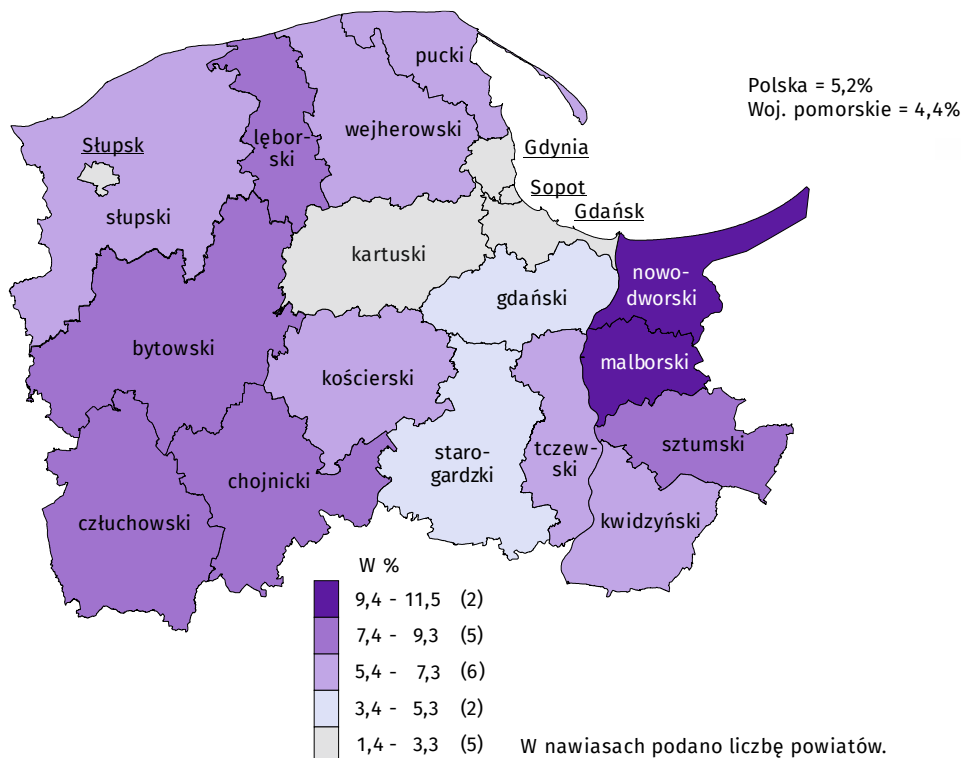 pucki
Polska = 5,2%
Woj. pomorskie = 4,4%
lębor-
ski
wejherowski
Słupsk
Gdynia
Sopot
Gdańsk
słupski
kartuski
nowo-
dworski
gdański
bytowski
kościerski
malborski
staro-
gardzki
tczew-
ski
sztumski
chojnicki
człuchowski
kwidzyński
W %
9,4 - 11,5 (2)
7,4 - 9,3 (5)
5,4 - 7,3 (6)
3,4 - 5,3 (2)
1,4 - 3,3 (5)
W nawiasach podano liczbę powiatów.